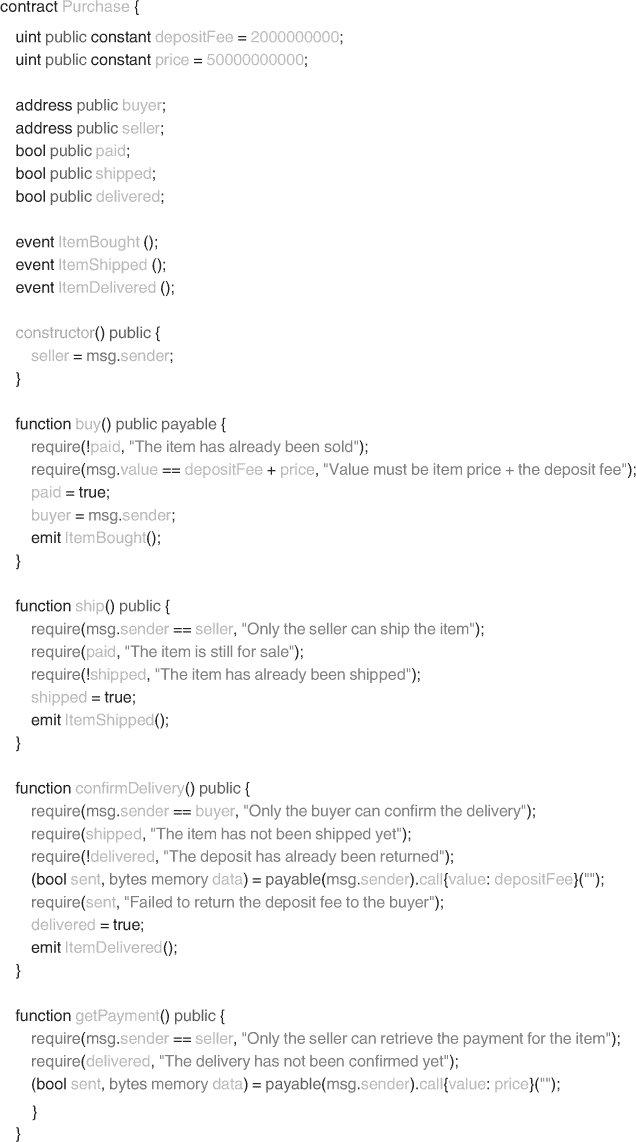 contract Purchase {
uint public constant depositFee = 2000000000;
uint public constant price = 50000000000;
address public buyer;
address public seller;
bool public paid;
bool public shipped;
bool public delivered;
event ItemBought ();
event ItemShipped ();
event ItemDelivered ();
constructor() public {
seller = msg.sender;
}
function buy() public payable {
require(!paid, "The item has already been sold");
require(msg.value == depositFee + price, "Value must be item price + the deposit fee");
paid = true;
buyer = msg.sender;
emit ItemBought();
}
function ship() public {
require(msg.sender == seller, "Only the seller can ship the item");
require(paid, "The item is still for sale");
require(!shipped, "The item has already been shipped");
shipped = true;
emit ItemShipped();
}
function confirmDelivery() public {
require(msg.sender == buyer, "Only the buyer can confirm the delivery");
require(shipped, "The item has not been shipped yet");
require(!delivered, "The deposit has already been returned");
(bool sent, bytes memory data) = payable(msg.sender).call{value: depositFee}("");
require(sent, "Failed to return the deposit fee to the buyer");
delivered = true;
emit ItemDelivered();
}
function getPayment() public {
require(msg.sender == seller, "Only the seller can retrieve the payment for the item");
require(delivered, "The delivery has not been confirmed yet");
(bool sent, bytes memory data) = payable(msg.sender).call{value: price}("");
}
}